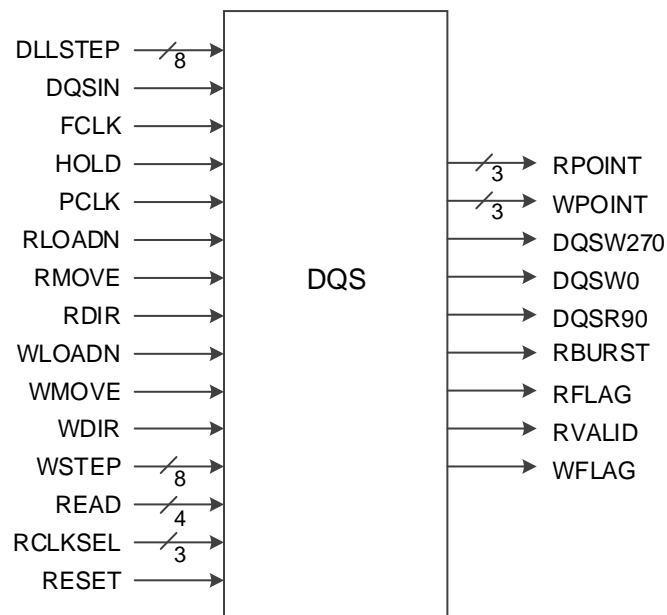 DLLSTEP
8
DQSIN
FCLK
HOLD
PCLK
RLOADN
RMOVE
RDIR
WLOADN
WMOVE
WDIR
WSTEP
8
READ
4
RCLKSEL
3
RESET
DQS
RPOINT
3
WPOINT
3
DQSW270
DQSW0
DQSR90
RBURST
RFLAG
RVALID
WFLAG